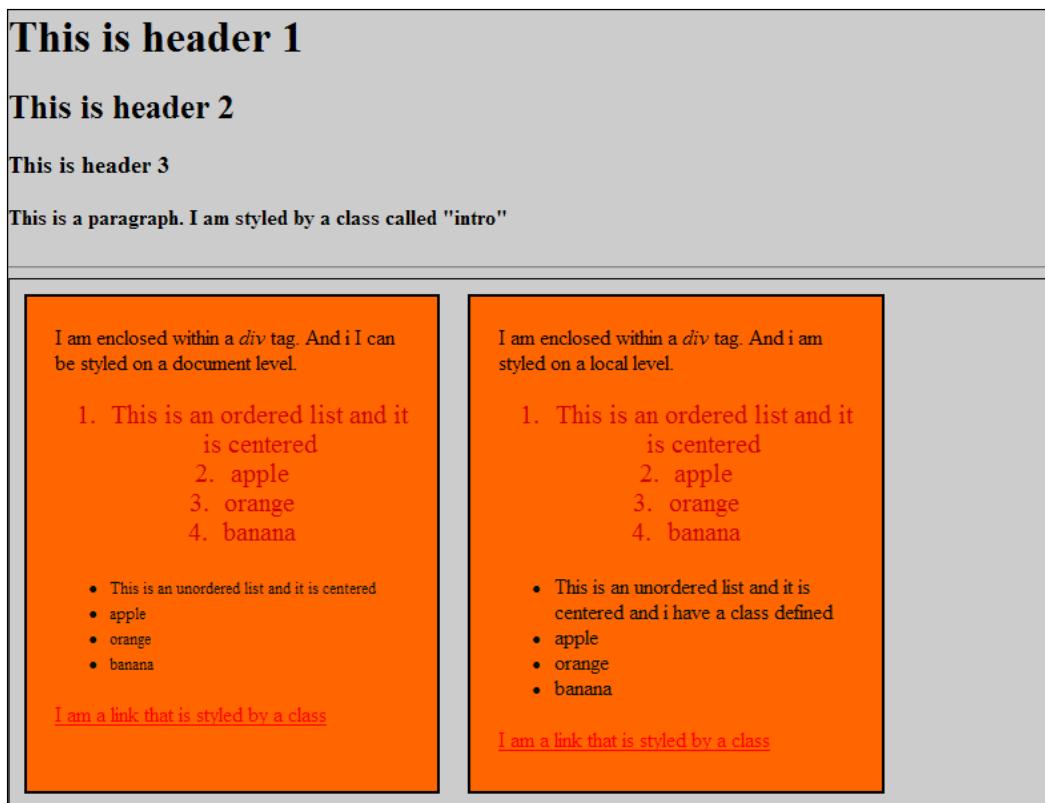 This is header 1
This is header 2
This is header 3
This is a paragraph. I am styled by a class called "intro"
I am enclosed within a div tag. And i I can
be styled on a document level.
1. This is an ordered list and it
is centered
2. apple
3. orange
4. banana
• This is an unordered list and it is centered
• apple
• orange
• banana
I am a link that is styled by a class
I am enclosed within a div tag. And i am
styled on a local level.
1. This is an ordered list and it
is centered
2. apple
3. orange
4. banana
• This is an unordered list and it is
centered and i have a class defined
• apple
• orange
• banana
I am a link that is styled by a class